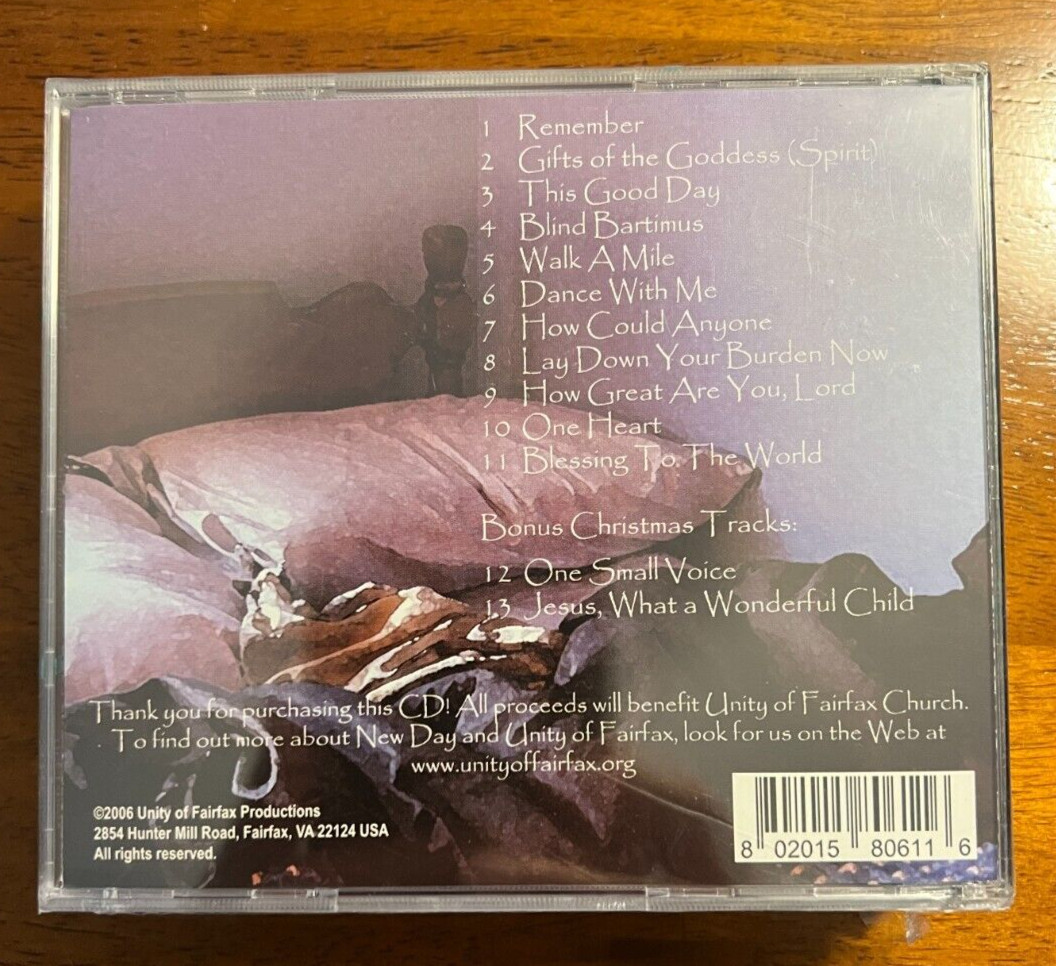 1 Remember
2 Gifts of the Goddess (Spirit)
3 This Good Day
4 Blind Bartimus
5 Walk A Mile
6 Dance With Me
7 How Could Anyone
8 Lay Down Your Burden Now
9 How Great Are You, Lord
10 One Heart
11 Blessing To The World
Bonus Christmas Tracks:
12 One Small Voice
13 Jesus, What a Wonderful Child
Thank you for purchasing this CD! All proceeds will benefit Unity of Fairfax Church.
To find out more about New Day and Unity of Fairfax, look for us on the Web at
www.unityoffairfax.org
©2006 Unity of Fairfax Productions
2854 Hunter Mill Road, Fairfax, VA 22124 USA
All rights reserved.
8 02015 80611 6